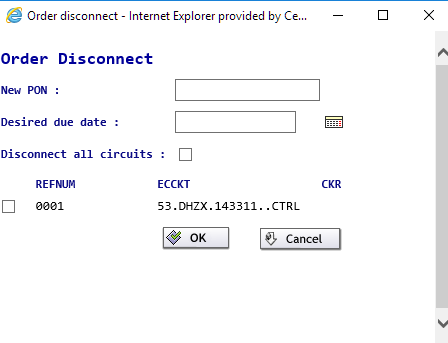 Order disconnect - Internet Explorer provided by Ce...
Order Disconnect
New PON :
Desired due date :
Disconnect all circuits :
REFNUM ECCKT CKR
0001 53.DHZX.143311..CTRL
OK Cancel